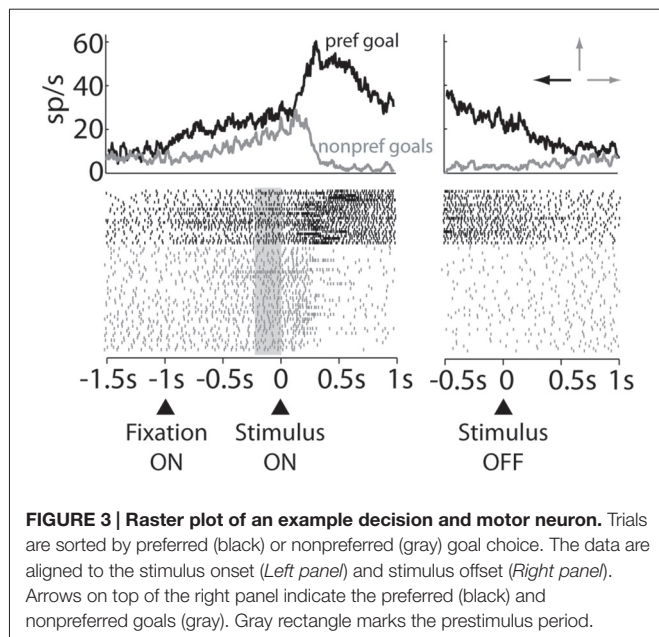 60
40
20
0
sp/s
pref goal
nonpref goals
-1.5s -1s -0.5s 0 0.5s 1s
-0.5s 0 0.5s 1s
Fixation
ON
Stimulus
ON
Stimulus
OFF
FIGURE 3 | Raster plot of an example decision and motor neuron. Trials
are sorted by preferred (black) or nonpreferred (gray) goal choice. The data are
aligned to the stimulus onset (Left panel) and stimulus offset (Right panel).
Arrows on top of the right panel indicate the preferred (black) and
nonpreferred goals (gray). Gray rectangle marks the prestimulus period.